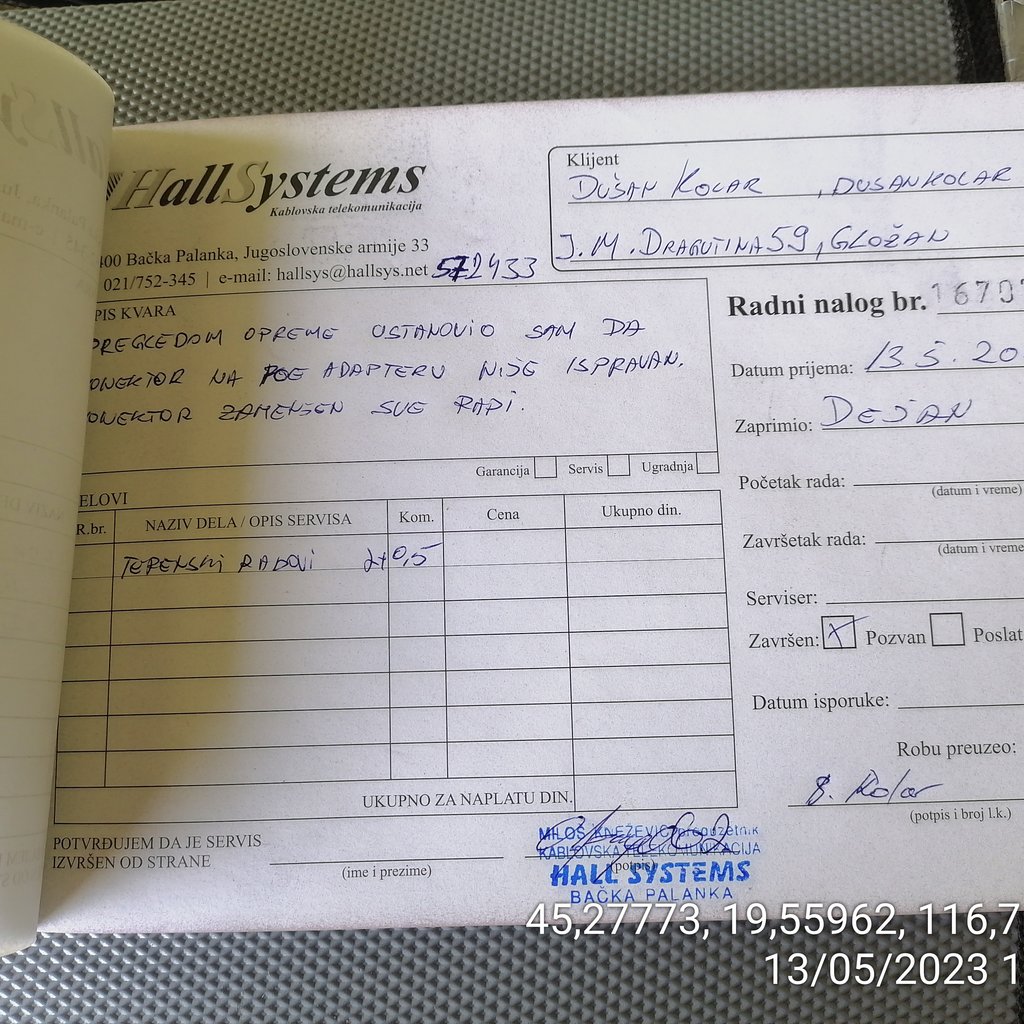 HallSystems
Kablovska telekomunikacija
400 Bačka Palanka, Jugoslovenske armije 33
021/752-345 | e-mail: hallsys@hallsys.net
572433
Klijent
DUŠAN KOLAR , DUSANKOLAR
J.M. DRAGUTINA 59, GLOŽAN
PIS KVARA
PREGLEDOM OPREME USTANOVIO SAM DA
ONEKTOR NA POE ADAPTERU NIJE ISPRAVAN.
ONEKTOR ZAMENJEN SVE RADI.
Garancija Servis Ugradnja
Radni nalog br. 1670
Datum prijema: 13.5.20
Zaprimio: DEJAN
Početak rada:
(datum i vreme)
Završetak rada:
(datum i vreme
Serviser:
Završen: X Pozvan Poslat
Datum isporuke:
Robu preuzeo:
8. Kolar
(potpis i broj l.k.)
ELOVI
R.br. NAZIV DELA / OPIS SERVISA Kom. Cena Ukupno din.
TERENSKI RADOVI 2x0,5
UKUPNO ZA NAPLATU DIN.
POTVRĐUJEM DA JE SERVIS
IZVRŠEN OD STRANE
(ime i prezime)
(potpis)
MILOŠ KNEŽEVIĆ preduzetnik
KABLOVSKA TELEKOMUNIKACIJA
HALL SYSTEMS
BAČKA PALANKA
45,27773, 19,55962, 116,7
13/05/2023 1